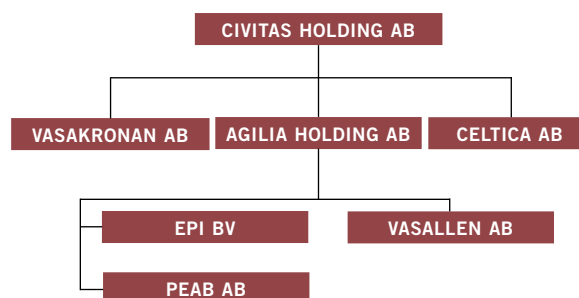 CIVITAS HOLDING AB
VASAKRONAN AB
AGILIA HOLDING AB
CELTICA AB
EPI BV
VASALLEN AB
PEAB AB